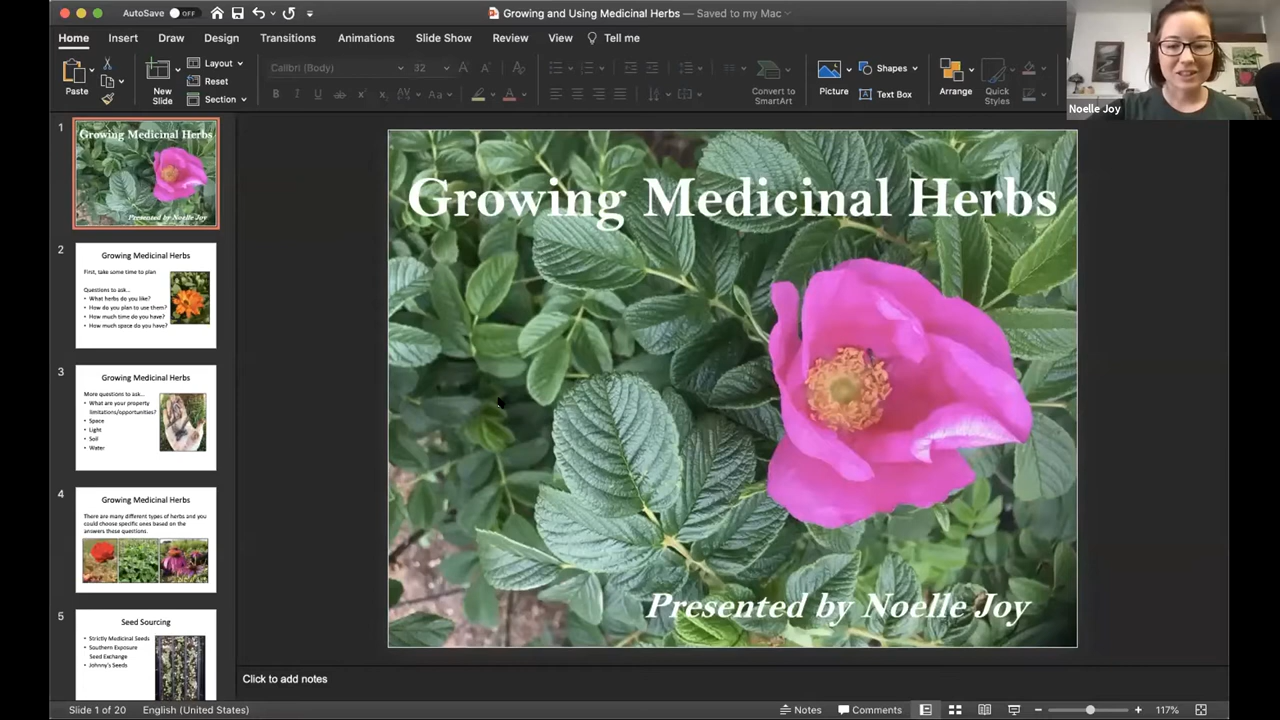 AutoSave OFF
Growing and Using Medicinal Herbs — Saved to my Mac
Home Insert Draw Design Transitions Animations Slide Show Review View Tell me
Paste
New Slide
Layout
Reset
Section
Calibri (Body) 32
Convert to SmartArt
Picture
Shapes
Text Box
Arrange
Quick Styles
Noelle Joy
1
Growing Medicinal Herbs
Presented by Noelle Joy
2
Growing Medicinal Herbs
First, take some time to plan
Questions to ask...
• What herbs do you like?
• How do you plan to use them?
• How much time do you have?
• How much space do you have?
3
Growing Medicinal Herbs
More questions to ask...
• What are your property
limitations/opportunities?
• Space
• Light
• Soil
• Water
4
Growing Medicinal Herbs
There are many different types of herbs and you
could choose specific ones based on the
answers those questions.
5
Seed Sourcing
• Strictly Medicinal Seeds
• Southern Exposure
Seed Exchange
• Johnny's Seeds
Growing Medicinal Herbs
Presented by Noelle Joy
Click to add notes
Slide 1 of 20 English (United States) Notes Comments 117%